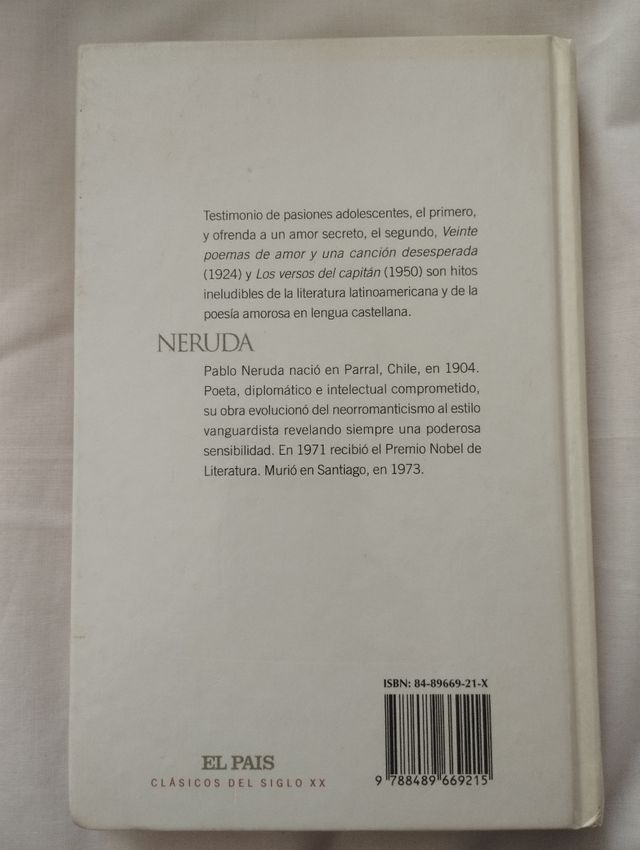 Testimonio de pasiones adolescentes, el primero,
y ofrenda a un amor secreto, el segundo, Veinte
poemas de amor y una canción desesperada
(1924) y Los versos del capitán (1950) son hitos
ineludibles de la literatura latinoamericana y de la
poesía amorosa en lengua castellana.
NERUDA
Pablo Neruda nació en Parral, Chile, en 1904.
Poeta, diplomático e intelectual comprometido,
su obra evolucionó del neorromanticismo al estilo
vanguardista revelando siempre una poderosa
sensibilidad. En 1971 recibió el Premio Nobel de
Literatura. Murió en Santiago, en 1973.
ISBN: 84-89669-21-X
9 788489 669215
EL PAIS
CLÁSICOS DEL SIGLO XX